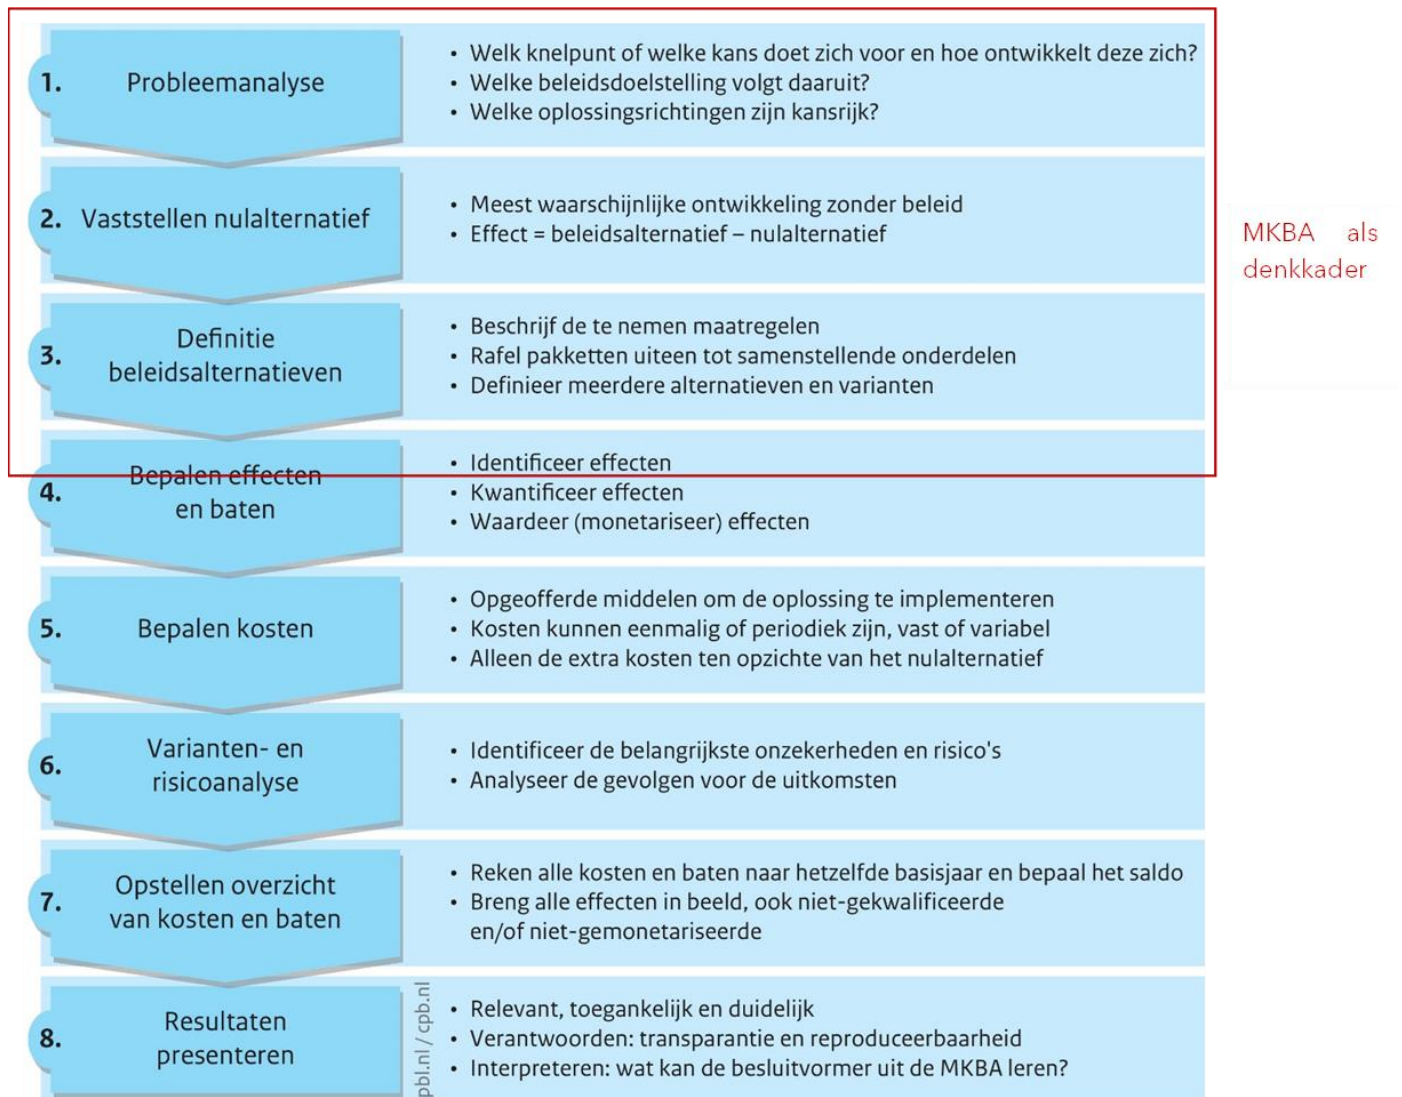 1. Probleemanalyse
• Welk knelpunt of welke kans doet zich voor en hoe ontwikkelt deze zich?
• Welke beleidsdoelstelling volgt daaruit?
• Welke oplossingsrichtingen zijn kansrijk?
2. Vaststellen nulalternatief
• Meest waarschijnlijke ontwikkeling zonder beleid
• Effect = beleidsalternatief – nulalternatief
MKBA als
denkkader
3. Definitie
beleidsalternatieven
• Beschrijf de te nemen maatregelen
• Rafel pakketten uiteen tot samenstellende onderdelen
• Definieer meerdere alternatieven en varianten
4. Bepalen effecten
en baten
• Identificeer effecten
• Kwantificeer effecten
• Waardeer (monetariseer) effecten
5. Bepalen kosten
• Opgeofferde middelen om de oplossing te implementeren
• Kosten kunnen eenmalig of periodiek zijn, vast of variabel
• Alleen de extra kosten ten opzichte van het nulalternatief
6. Varianten- en
risicoanalyse
• Identificeer de belangrijkste onzekerheden en risico's
• Analyseer de gevolgen voor de uitkomsten
7. Opstellen overzicht
van kosten en baten
• Reken alle kosten en baten naar hetzelfde basisjaar en bepaal het saldo
• Breng alle effecten in beeld, ook niet-gekwalificeerde
en/of niet-gemonetariseerde
8. Resultaten
presenteren
• Relevant, toegankelijk en duidelijk
• Verantwoorden: transparantie en reproduceerbaarheid
• Interpreteren: wat kan de besluitvormer uit de MKBA leren?
pbl.nl / cpb.nl